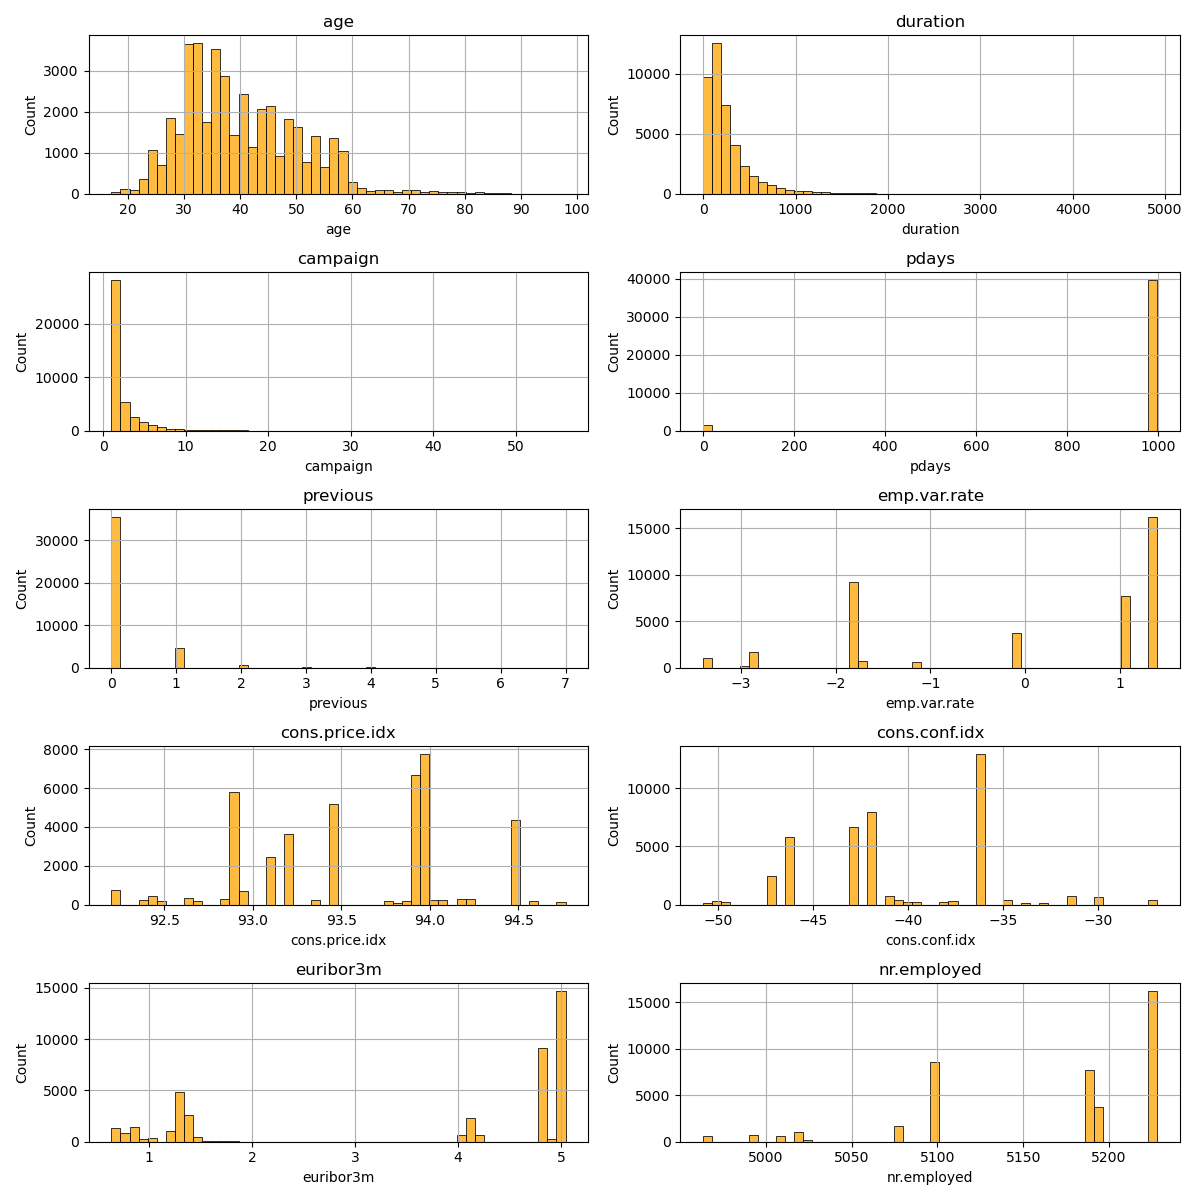 age
duration
Count
3000
2000
1000
0
20 30 40 50 60 70 80 90 100
age
Count
10000
5000
0
0 1000 2000 3000 4000 5000
duration
campaign
pdays
Count
20000
10000
0
0 10 20 30 40 50
campaign
Count
40000
30000
20000
10000
0
0 200 400 600 800 1000
pdays
previous
emp.var.rate
Count
30000
20000
10000
0
0 1 2 3 4 5 6 7
previous
Count
15000
10000
5000
0
−3 −2 −1 0 1
emp.var.rate
cons.price.idx
cons.conf.idx
Count
8000
6000
4000
2000
0
92.5 93.0 93.5 94.0 94.5
cons.price.idx
Count
10000
5000
0
−50 −45 −40 −35 −30
cons.conf.idx
euribor3m
nr.employed
Count
15000
10000
5000
0
1 2 3 4 5
euribor3m
Count
15000
10000
5000
0
5000 5050 5100 5150 5200
nr.employed